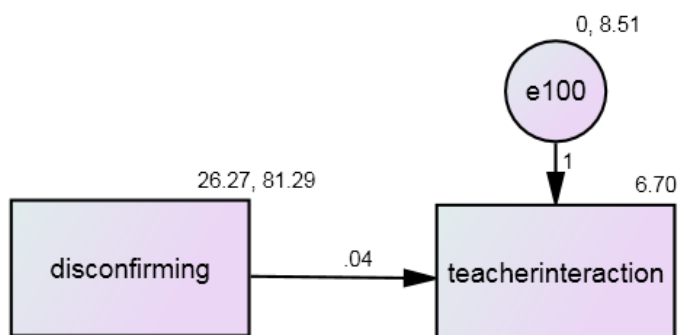 0, 8.51
e100
1
26.27, 81.29
6.70
disconfirming
.04
teacherinteraction